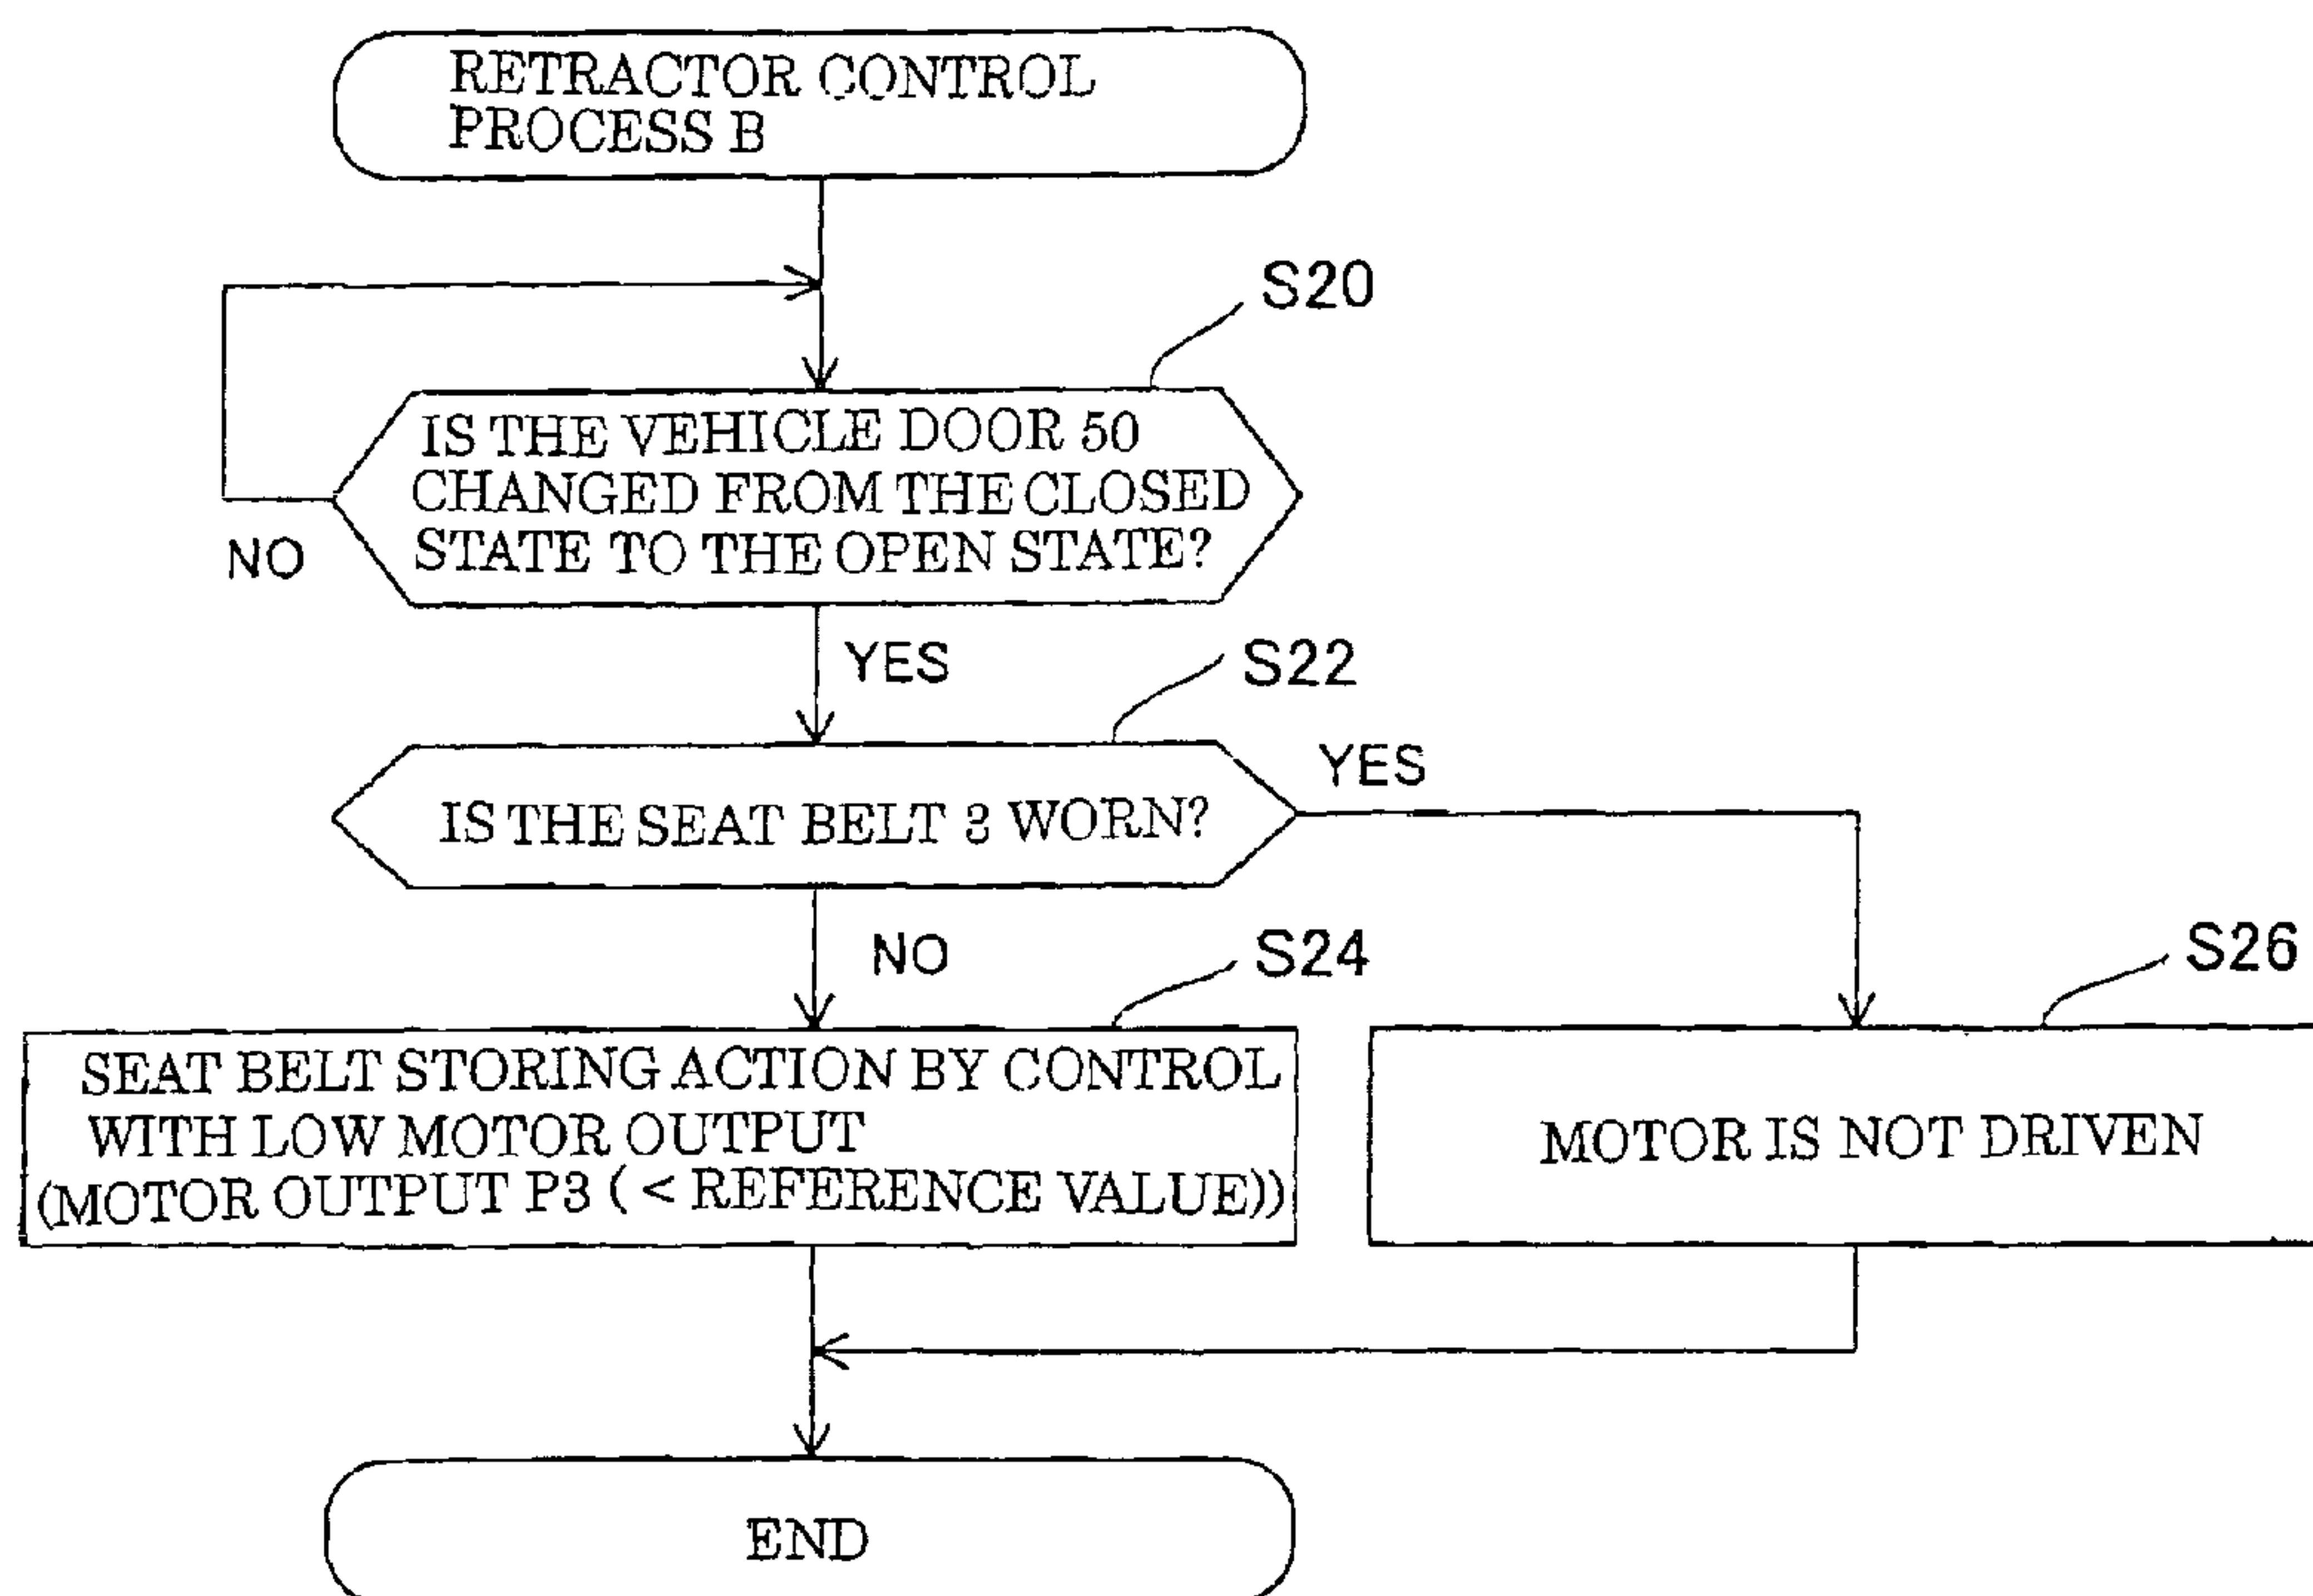 RETRACTOR CONTROL
PROCESS B
S20
IS THE VEHICLE DOOR 50
CHANGED FROM THE CLOSED
STATE TO THE OPEN STATE?
NO
YES
S22
YES
IS THE SEAT BELT 3 WORN?
NO
S24
S26
SEAT BELT STORING ACTION BY CONTROL
WITH LOW MOTOR OUTPUT
(MOTOR OUTPUT P3 ( < REFERENCE VALUE))
MOTOR IS NOT DRIVEN
END